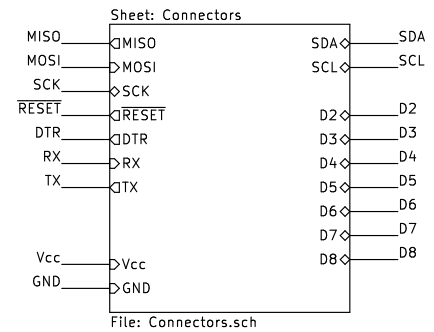 Sheet: Connectors
MISO MISO SDA SDA
MOSI MOSI SCL SCL
SCK SCK
RESET RESET D2 D2
DTR DTR D3 D3
RX RX D4 D4
TX TX D5 D5
D6 D6
D7 D7
Vcc Vcc D8 D8
GND GND
File: Connectors.sch